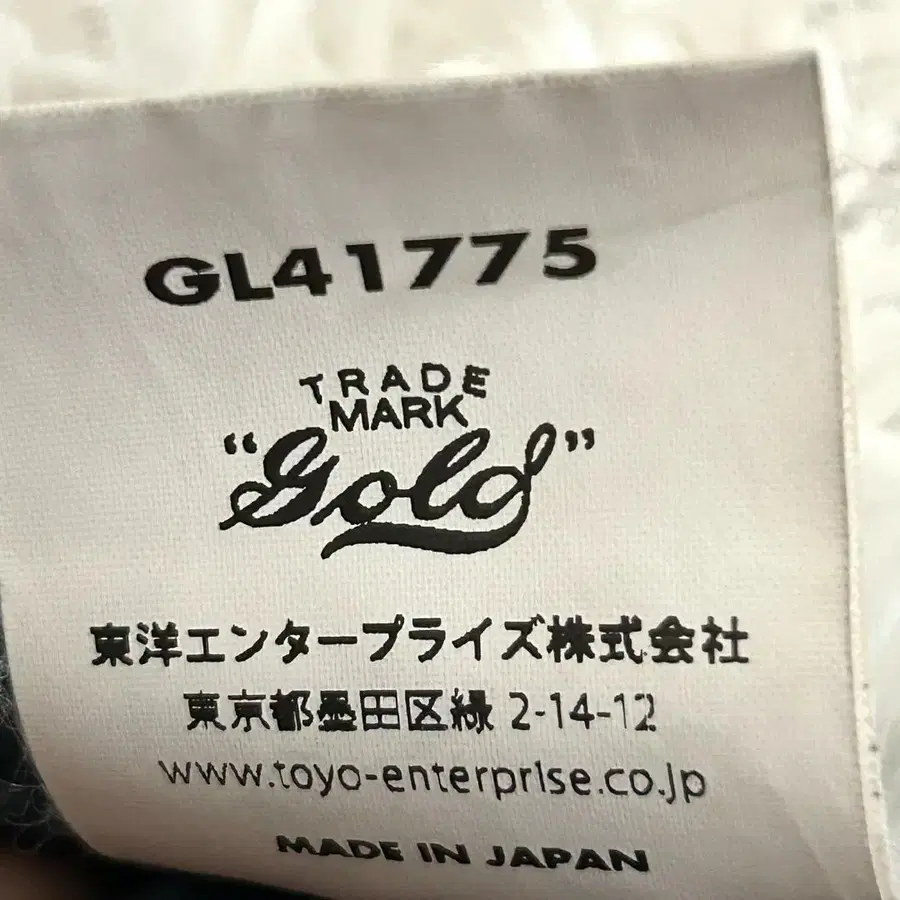 GL41775
TRADE
MARK
“Gold”
東洋エンタープライズ株式会社
東京都墨田区緑 2-14-12
www.toyo-enterprise.co.jp
MADE IN JAPAN